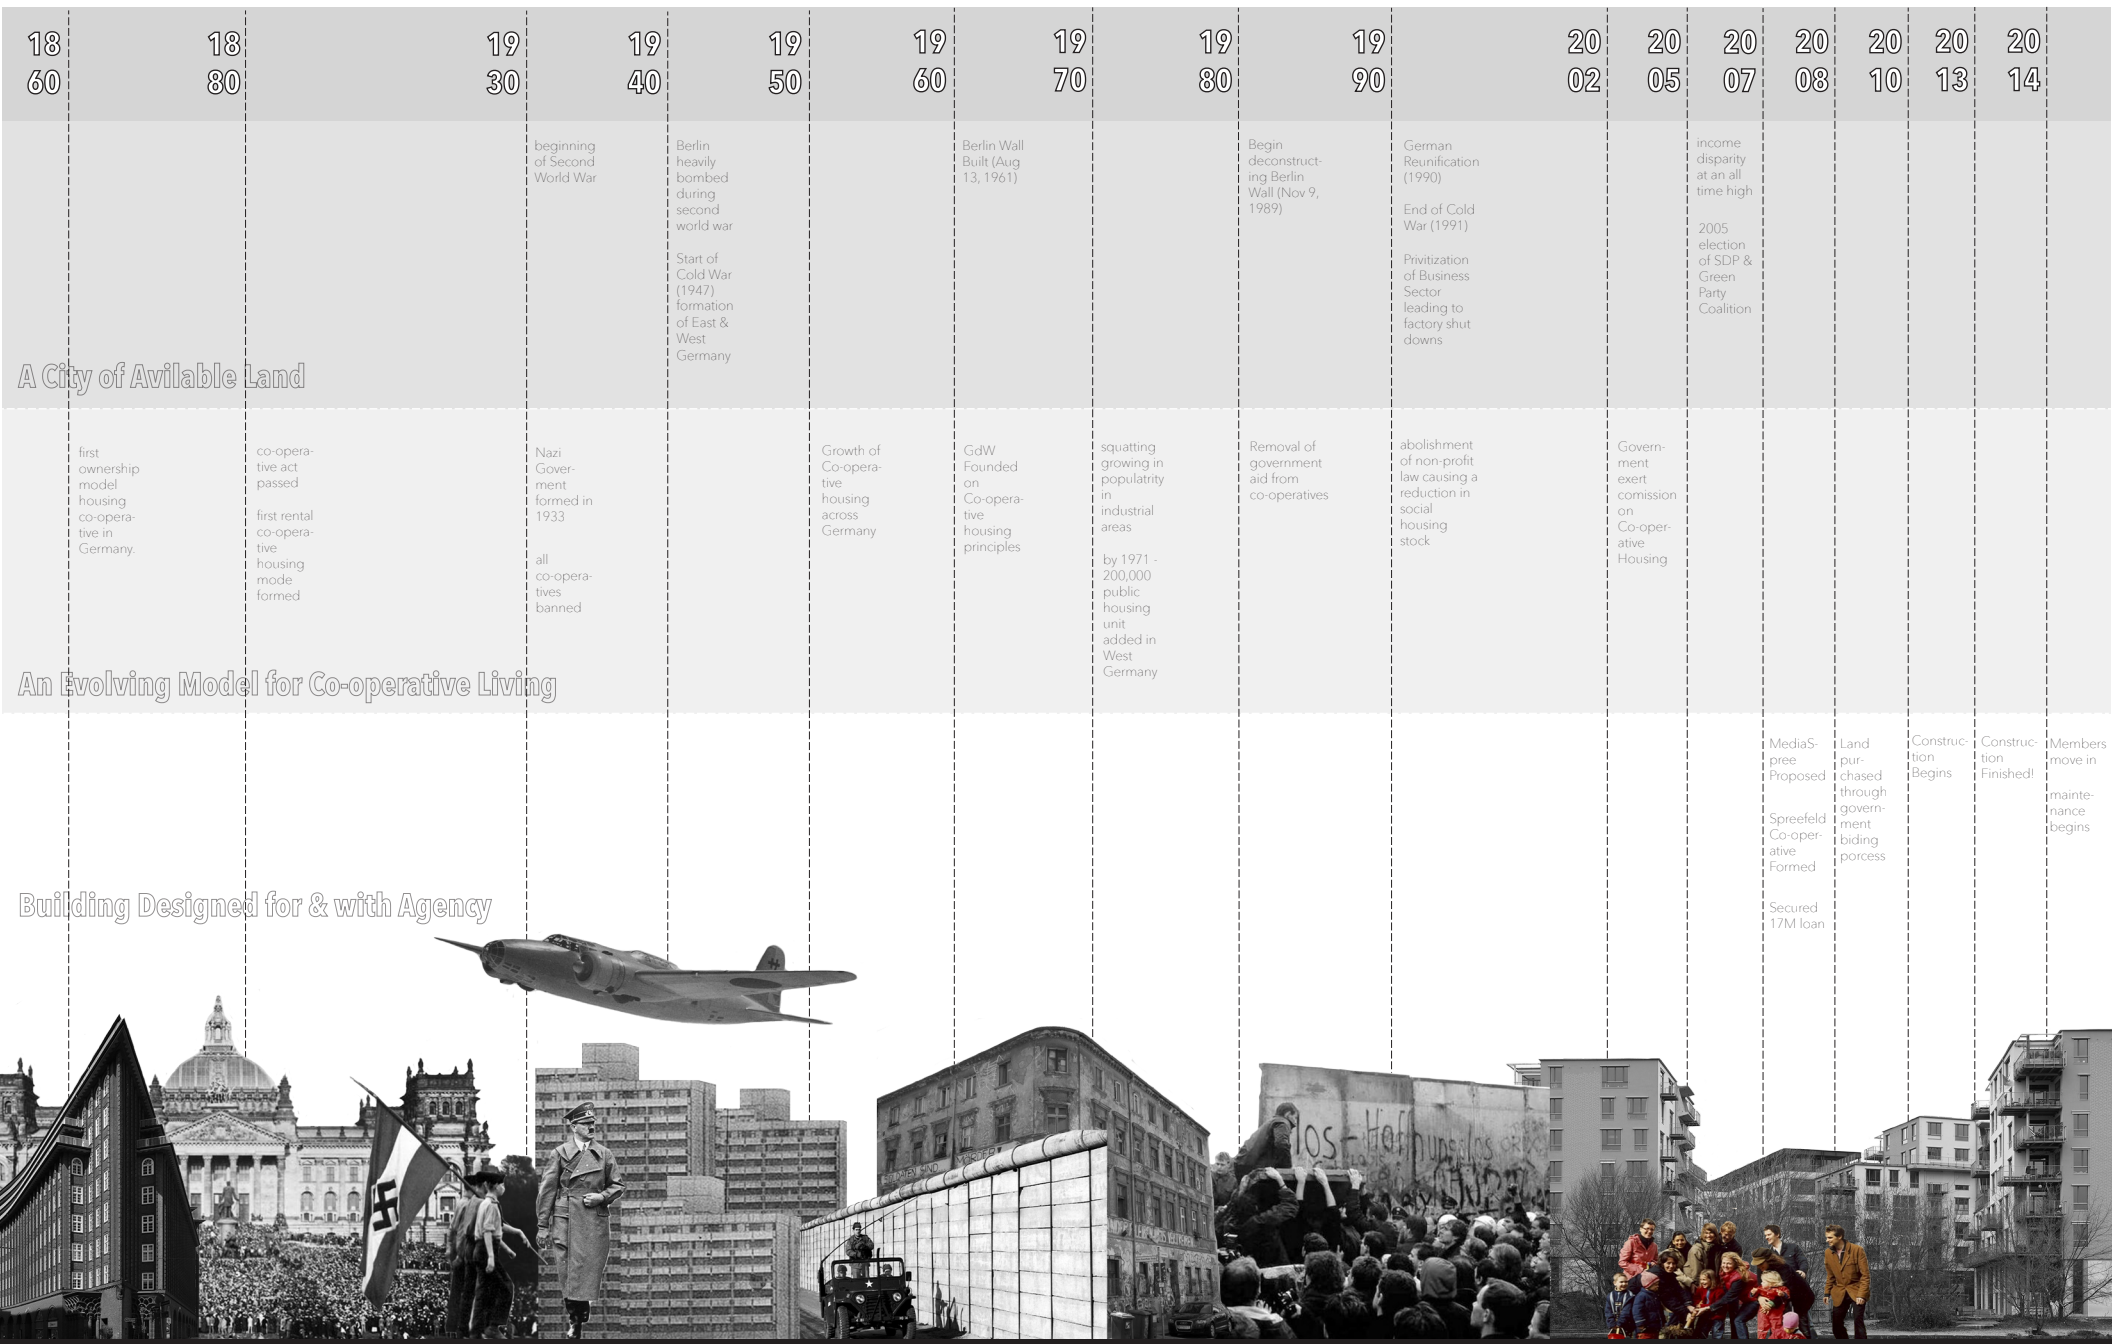 18 18 19 19 19 19 19 19 19 20 20 20 20 20 20 20
60 80 30 40 50 60 70 80 90 02 05 07 08 10 13 14
beginning
of Second
World War
Berlin
heavily
bombed
during
second
world war
Start of
Cold War
(1947)
formation
of East &
West
Germany
Berlin Wall
Built (Aug
13, 1961)
Begin
deconstruct-
ing Berlin
Wall (Nov 9,
1989)
German
Reunification
(1990)
End of Cold
War (1991)
Privitization
of Business
Sector
leading to
factory shut
downs
income
disparity
at an all
time high
2005
election
of SDP &
Green
Party
Coalition
A City of Avilable Land
first
ownership
model
housing
co-opera-
tive in
Germany.
co-opera-
tive act
passed
first rental
co-opera-
tive
housing
mode
formed
Nazi
Gover-
ment
formed in
1933
all
co-opera-
tives
banned
Growth of
Co-opera-
tive
housing
across
Germany
GdW
Founded
on
Co-opera-
tive
housing
principles
squatting
growing in
populatrity
in
industrial
areas
by 1971 -
200,000
public
housing
unit
added in
West
Germany
Removal of
government
aid from
co-operatives
abolishment
of non-profit
law causing a
reduction in
social
housing
stock
Govern-
ment
exert
comission
on
Co-oper-
ative
Housing
An Evolving Model for Co-operative Living
MediaS-
pree
Proposed
Spreefeld
Co-oper-
ative
Formed
Secured
17M loan
Land
pur-
chased
through
govern-
ment
biding
porcess
Construc-
tion
Begins
Construc-
tion
Finished!
Members
move in
mainte-
nance
begins
Building Designed for & with Agency
los - Hoffnungslos